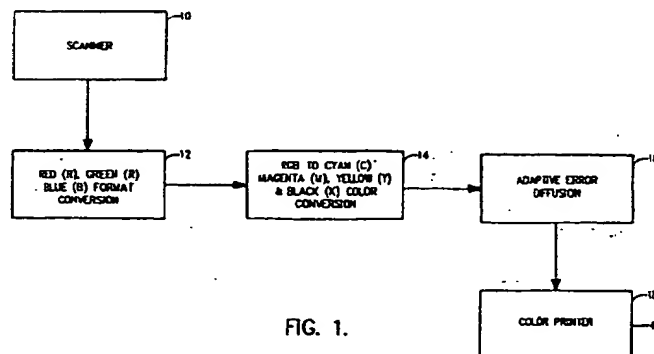 10
SCANNER
12
RED (R), GREEN (R)
BLUE (B) FORMAT
CONVERSION
14
RGB TO CYAN (C)
MAGENTA (M), YELLOW (Y)
& BLACK (K) COLOR
CONVERSION
ADAPTIVE ERROR
DIFFUSION
COLOR PRINTER
FIG. 1.